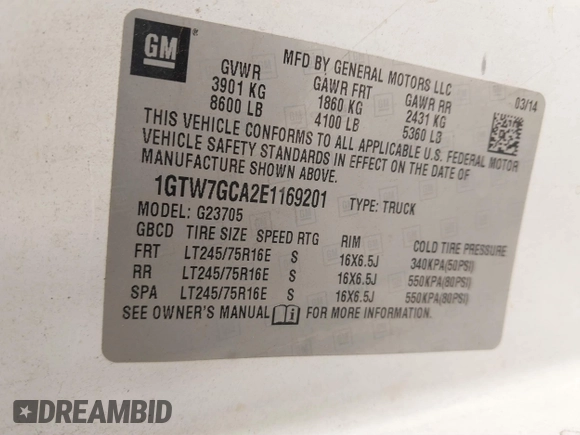 GM
MFD BY GENERAL MOTORS LLC
03/14
GVWR GAWR FRT GAWR RR
3901 KG 1860 KG 2431 KG
8600 LB 4100 LB 5360 LB
THIS VEHICLE CONFORMS TO ALL APPLICABLE U.S. FEDERAL MOTOR
VEHICLE SAFETY STANDARDS IN EFFECT ON THE DATE OF
MANUFACTURE SHOWN ABOVE.
1GTW7GCA2E1169201 TYPE: TRUCK
MODEL: G23705
GBCD TIRE SIZE SPEED RTG RIM COLD TIRE PRESSURE
FRT LT245/75R16E S 16X6.5J 340KPA(50PSI)
RR LT245/75R16E S 16X6.5J 550KPA(80PSI)
SPA LT245/75R16E S 16X6.5J 550KPA(80PSI)
SEE OWNER'S MANUAL FOR MORE INFORMATION.
DREAMBID